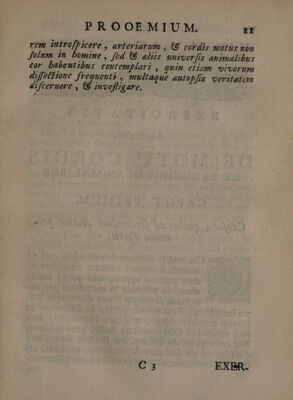 PROOEMIUM. 21
rem introspicere, arteriarum, & cordis motus non
solum in homine, sed & aliis universis animalibus
cor habentibus contemplari, quin etiam vivorum
dissectione frequenti, multaque autopsia veritatem
discernere, & investigare.
C 3 EXER-